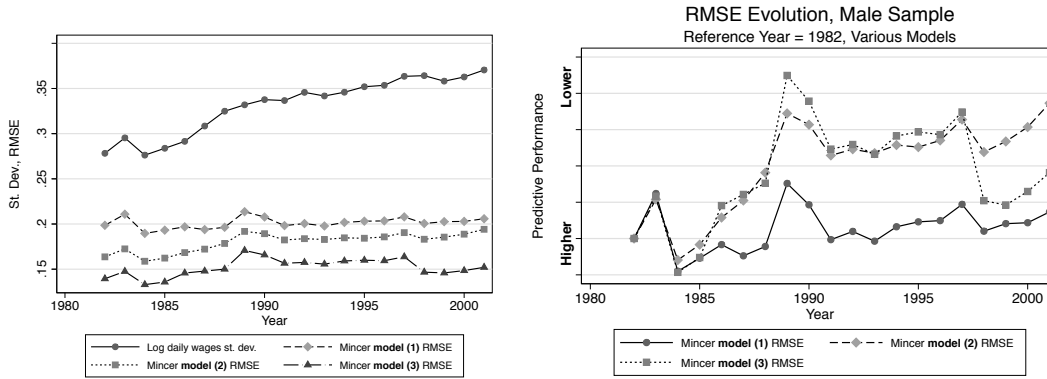 St. Dev., RMSE
.35
.3
.25
.2
.15
1980 1985 1990 1995 2000
Year
Log daily wages st. dev. Mincer model (1) RMSE
Mincer model (2) RMSE Mincer model (3) RMSE
RMSE Evolution, Male Sample
Reference Year = 1982, Various Models
Predictive Performance
Lower
Higher
1980 1985 1990 1995 2000
Year
Mincer model (1) RMSE Mincer model (2) RMSE
Mincer model (3) RMSE